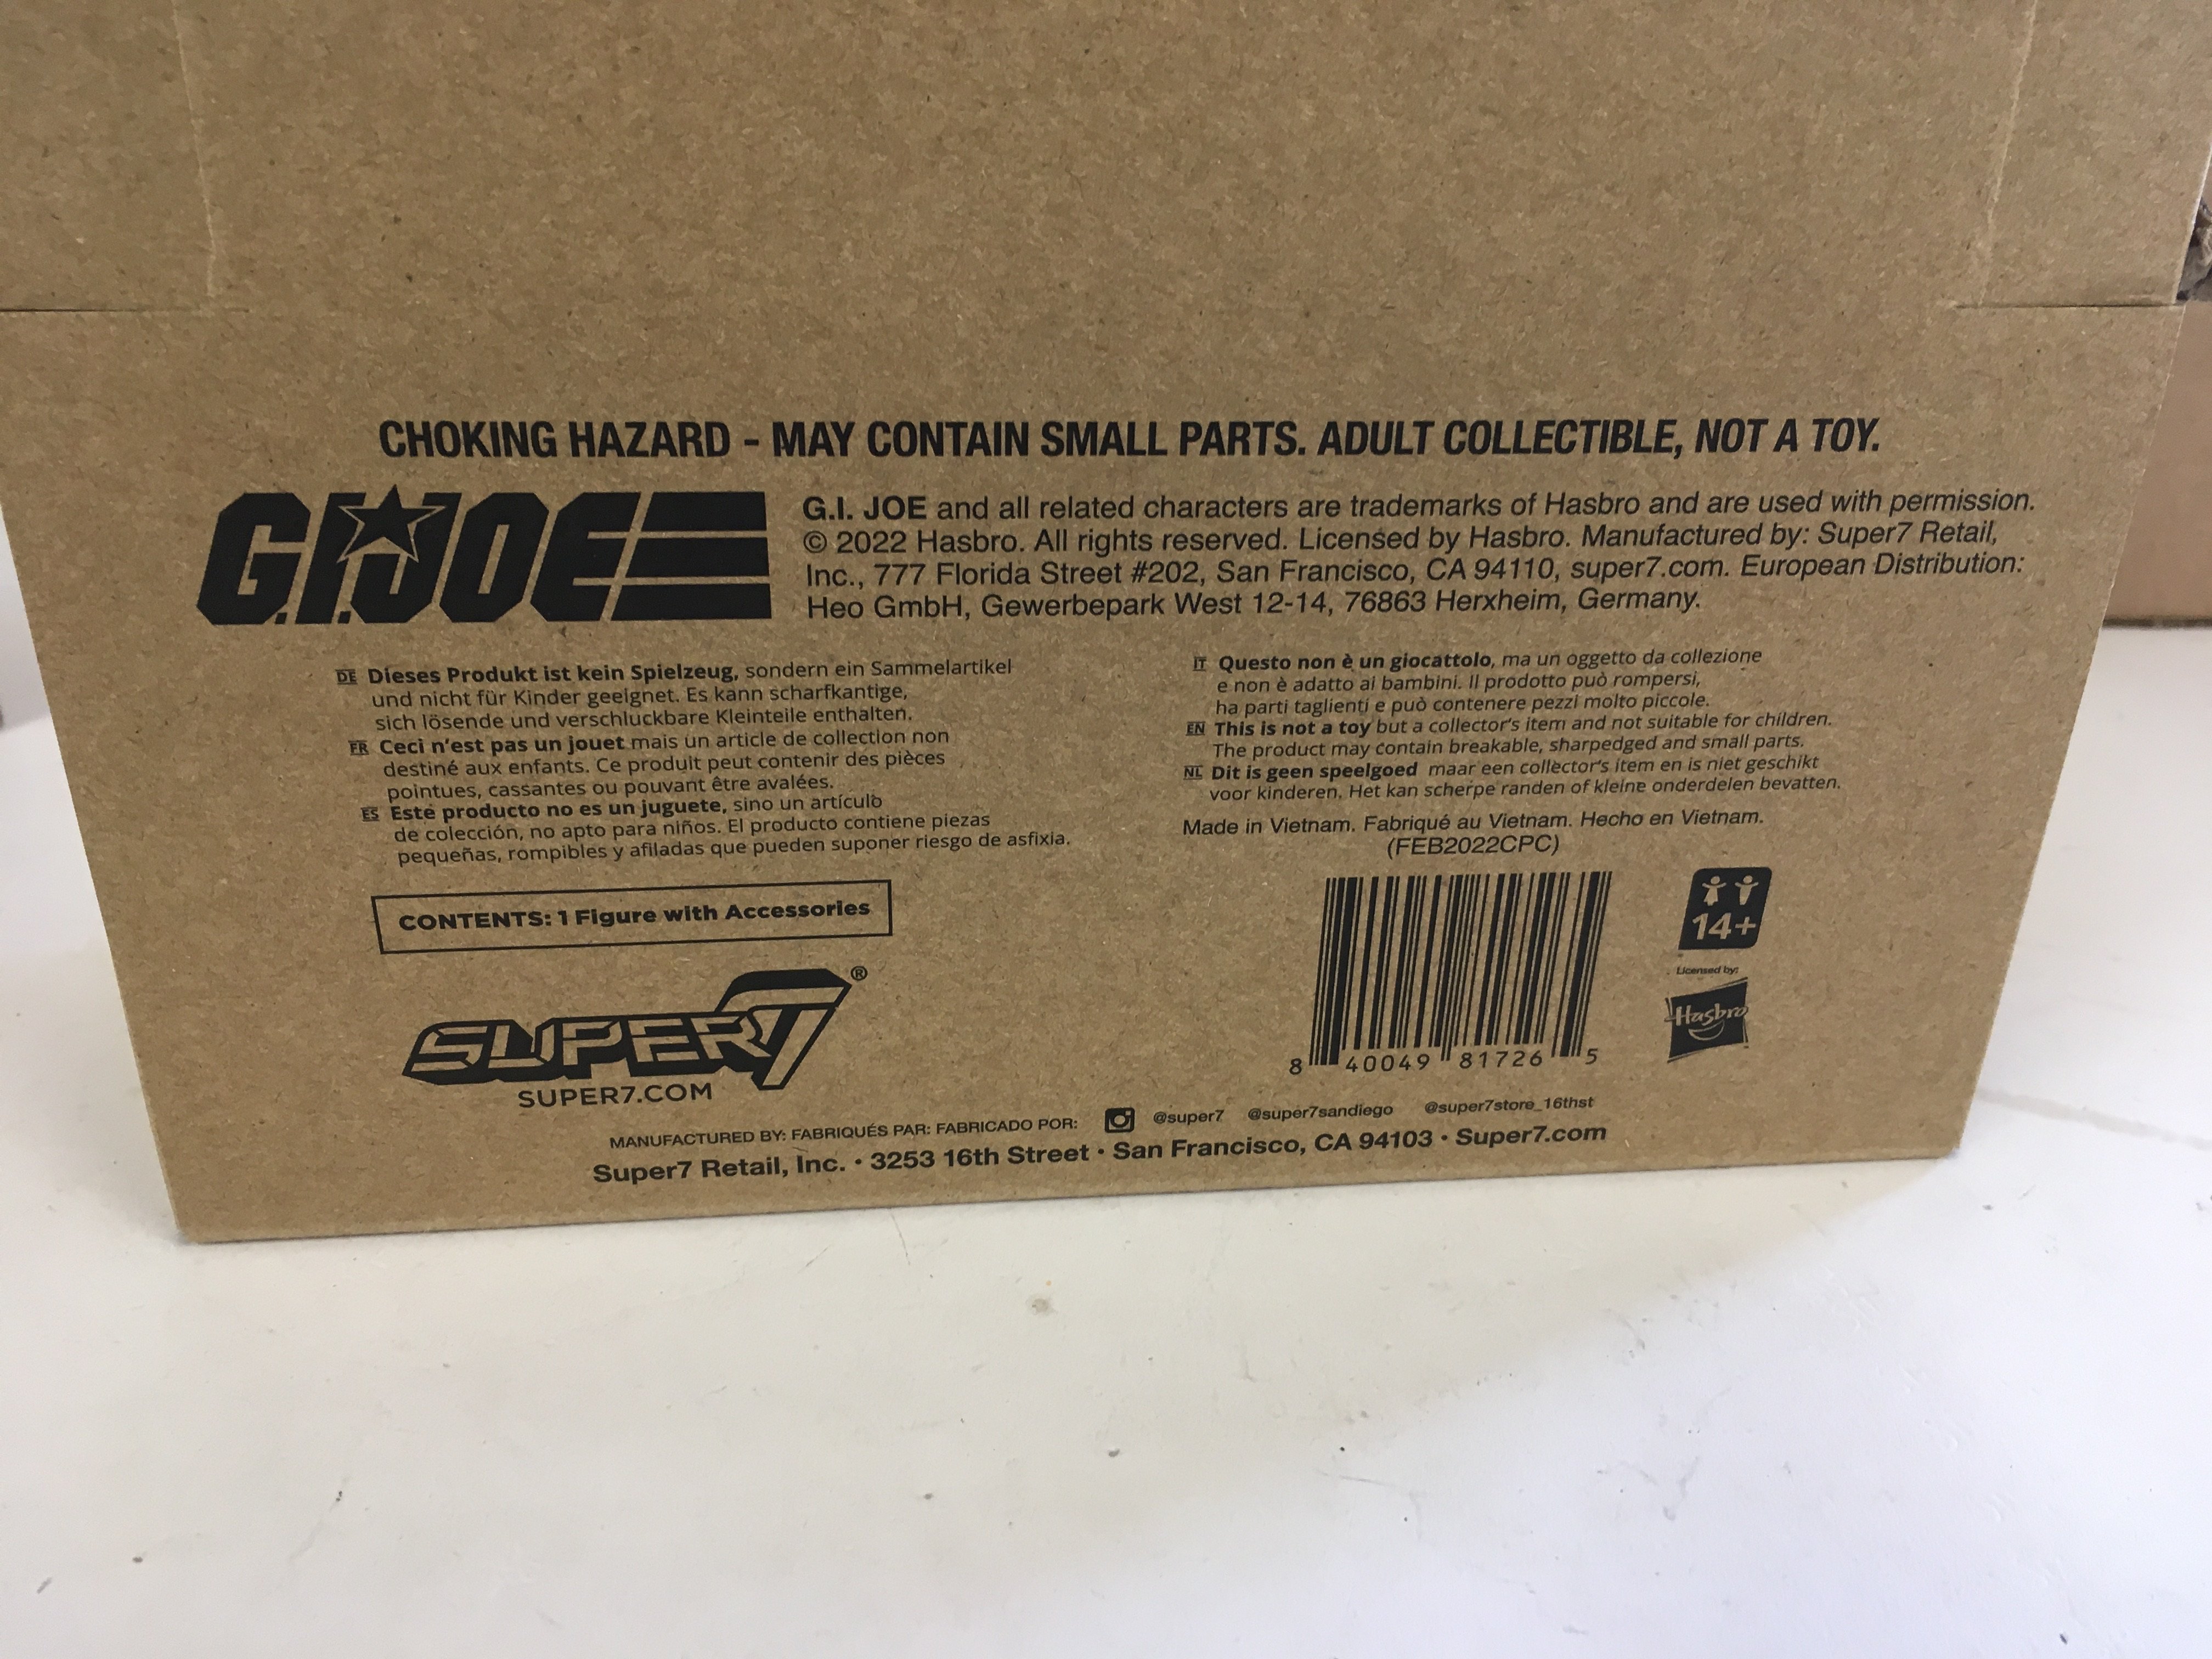 CHOKING HAZARD - MAY CONTAIN SMALL PARTS. ADULT COLLECTIBLE, NOT A TOY.
G.I.JOE
G.I. JOE and all related characters are trademarks of Hasbro and are used with permission.
© 2022 Hasbro. All rights reserved. Licensed by Hasbro. Manufactured by: Super7 Retail,
Inc., 777 Florida Street #202, San Francisco, CA 94110, super7.com. European Distribution:
Heo GmbH, Gewerbepark West 12-14, 76863 Herxheim, Germany.
DE Dieses Produkt ist kein Spielzeug, sondern ein Sammelartikel
und nicht für Kinder geeignet. Es kann scharfkantige,
sich lösende und verschluckbare Kleinteile enthalten.
FR Ceci n'est pas un jouet mais un article de collection non
destiné aux enfants. Ce produit peut contenir des pièces
pointues, cassantes ou pouvant être avalées.
ES Este producto no es un juguete, sino un artículo
de colección, no apto para niños. El producto contiene piezas
pequeñas, rompibles y afiladas que pueden suponer riesgo de asfixia.
IT Questo non è un giocattolo, ma un oggetto da collezione
e non è adatto ai bambini. Il prodotto può rompersi,
ha parti taglienti e può contenere pezzi molto piccole.
EN This is not a toy but a collector's item and not suitable for children.
The product may contain breakable, sharpedged and small parts.
NL Dit is geen speelgoed maar een collector's item en is niet geschikt
voor kinderen. Het kan scherpe randen of kleine onderdelen bevatten.
Made in Vietnam. Fabriqué au Vietnam. Hecho en Vietnam.
(FEB2022CPC)
CONTENTS: 1 Figure with Accessories
SUPER7®
SUPER7.COM
8 40049 81726 5
14+
Licensed by:
Hasbro
MANUFACTURED BY: FABRIQUÉS PAR: FABRICADO POR: @super7 @super7sandiego @super7store_16thst
Super7 Retail, Inc. • 3253 16th Street • San Francisco, CA 94103 • Super7.com